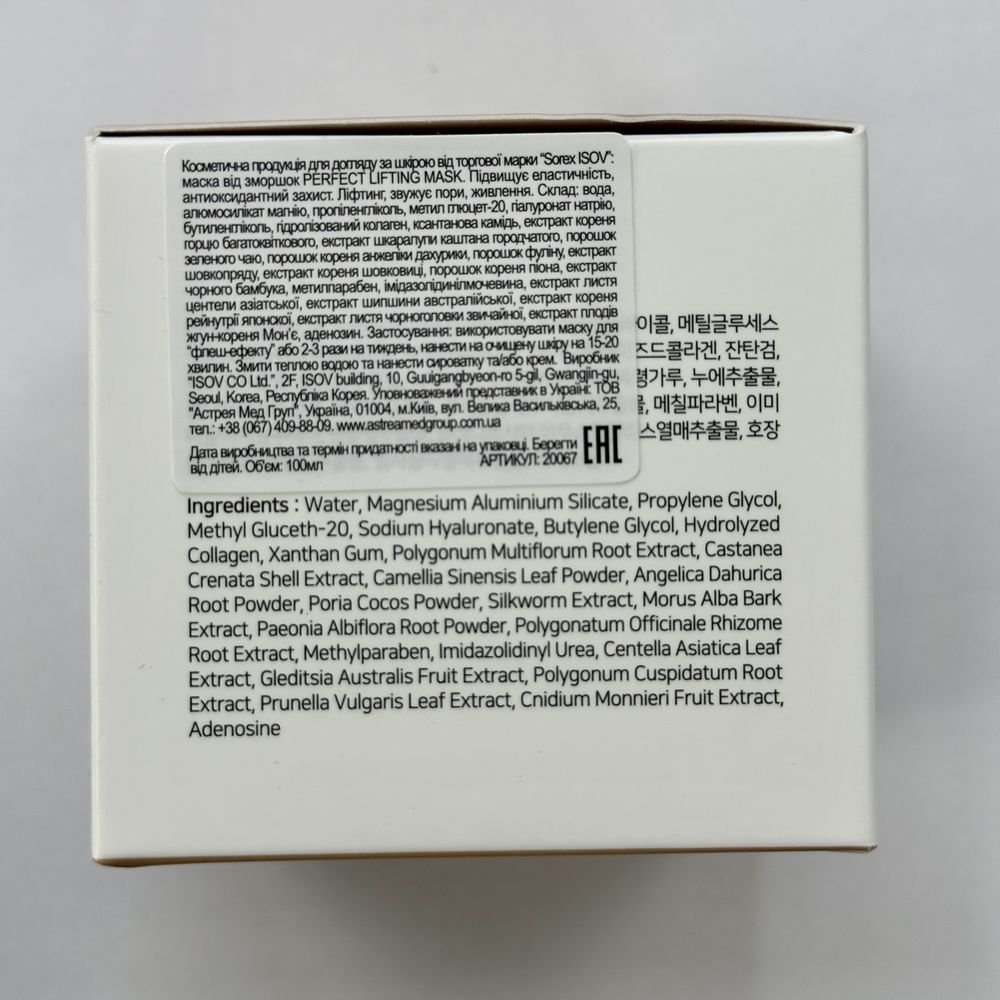 Косметична продукція для догляду за шкірою від торгової марки “Sorex ISOV”:
маска від зморшок PERFECT LIFTING MASK. Підвищує еластичність,
антиоксидантний захист. Ліфтинг, звужує пори, живлення. Склад: вода,
алюмосилікат магнію, пропіленгліколь, метил глюцет-20, гіалуронат натрію,
бутиленгліколь, гідролізований колаген, ксантанова камідь, екстракт кореня
горцю багатоквіткового, екстракт шкаралупи каштана городчатого, порошок
зеленого чаю, порошок кореня анжеліки дахурики, порошок фуліну, екстракт
шовкопряду, екстракт кореня шовковиці, порошок кореня піона, екстракт
чорного бамбука, метилпарабен, імідазолідінілмочевина, екстракт листя
центели азіатської, екстракт шипшини австралійської, екстракт кореня
рейнутрії японскої, екстракт листя чорноголовки звичайної, екстракт плодів
жгун-кореня Мон'є, аденозин. Застосування: використовувати маску для
“флеш-ефекту” або 2-3 рази на тиждень, нанести на очищену шкіру на 15-20
хвилин. Змити теплою водою та нанести сироватку та/або крем. Виробник
“ISOV CO Ltd.”, 2F, ISOV building, 10, Guuigangbyeon-ro 5-gil, Gwangjin-gu,
Seoul, Korea, Республіка Корея. Уповноважений представник в Україні: ТОВ
"Астрея Мед Груп", Україна, 01004, м.Київ, вул. Велика Васильківська, 25,
тел.: +38 (067) 409-88-09. www.astreamedgroup.com.ua
Дата виробництва та термін придатності вказані на упаковці. Берегти
від дітей. Об'єм: 100мл АРТИКУЛ: 20067 EAC
이콜, 메틸글루세스
즈드콜라겐, 잔탄검,
령가루, 누에추출물,
물, 메칠파라벤, 이미
스열매추출물, 호장
Ingredients : Water, Magnesium Aluminium Silicate, Propylene Glycol,
Methyl Gluceth-20, Sodium Hyaluronate, Butylene Glycol, Hydrolyzed
Collagen, Xanthan Gum, Polygonum Multiflorum Root Extract, Castanea
Crenata Shell Extract, Camellia Sinensis Leaf Powder, Angelica Dahurica
Root Powder, Poria Cocos Powder, Silkworm Extract, Morus Alba Bark
Extract, Paeonia Albiflora Root Powder, Polygonatum Officinale Rhizome
Root Extract, Methylparaben, Imidazolidinyl Urea, Centella Asiatica Leaf
Extract, Gleditsia Australis Fruit Extract, Polygonum Cuspidatum Root
Extract, Prunella Vulgaris Leaf Extract, Cnidium Monnieri Fruit Extract,
Adenosine